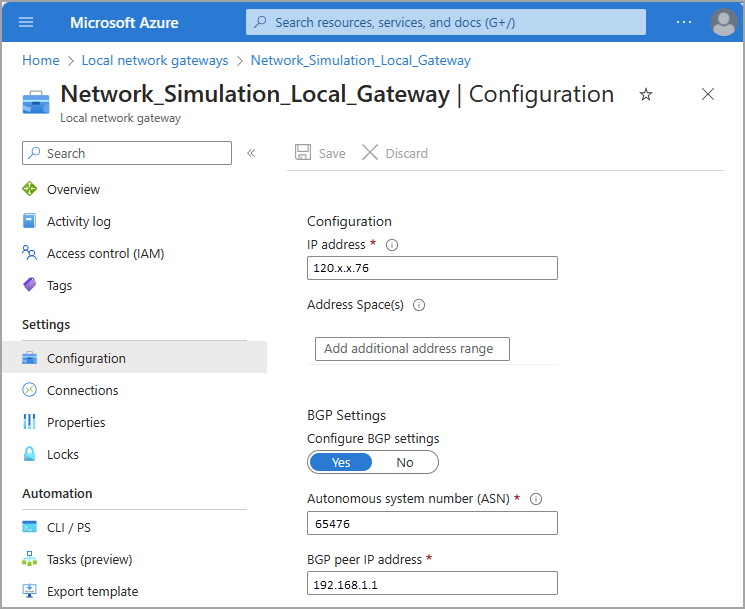 Microsoft Azure
Search resources, services, and docs (G+/)
...
Home > Local network gateways > Network_Simulation_Local_Gateway
Network_Simulation_Local_Gateway | Configuration
Local network gateway
Search
«
Save
Discard
Overview
Activity log
Access control (IAM)
Tags
Settings
Configuration
Connections
Properties
Locks
Automation
CLI / PS
Tasks (preview)
Export template
Configuration
IP address *
120.x.x.76
Address Space(s)
Add additional address range
BGP Settings
Configure BGP settings
Yes No
Autonomous system number (ASN) *
65476
BGP peer IP address *
192.168.1.1